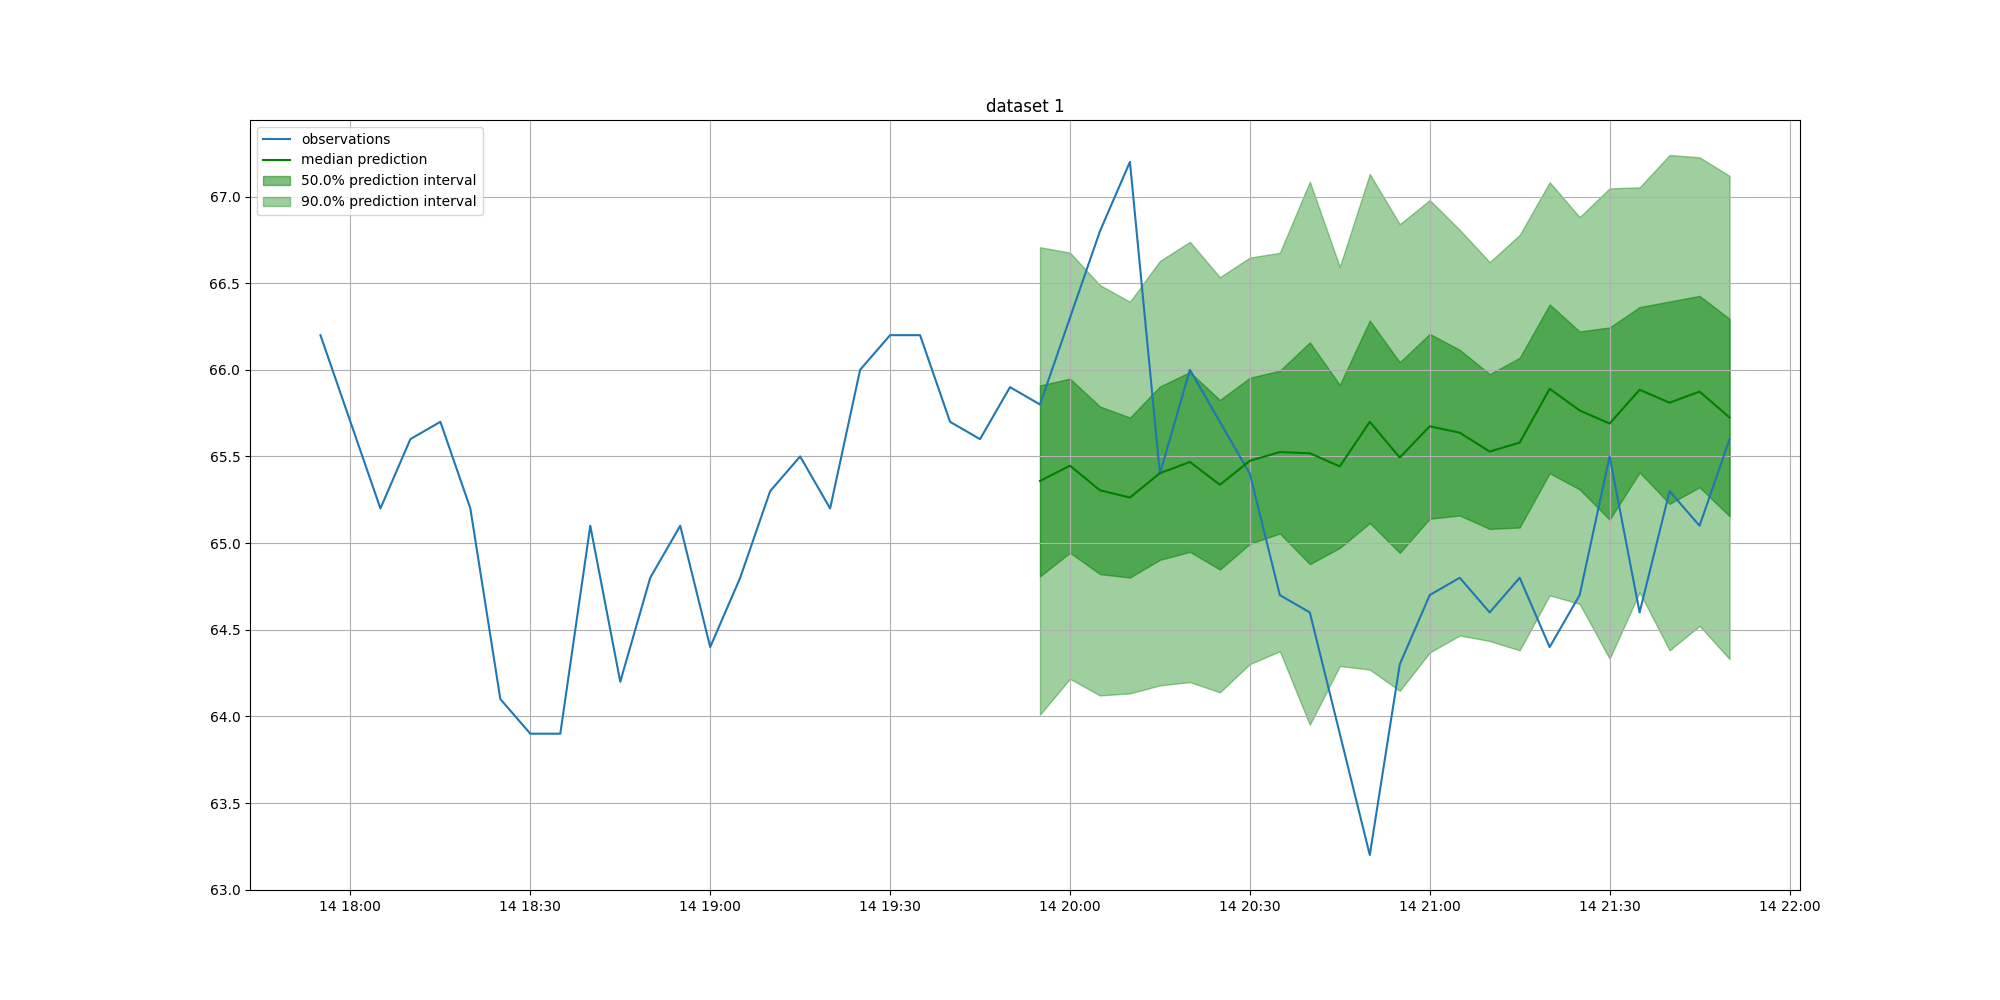 dataset 1
observations
median prediction
50.0% prediction interval
90.0% prediction interval
67.0
66.5
66.0
65.5
65.0
64.5
64.0
63.5
63.0
14 18:00 14 18:30 14 19:00 14 19:30 14 20:00 14 20:30 14 21:00 14 21:30 14 22:00